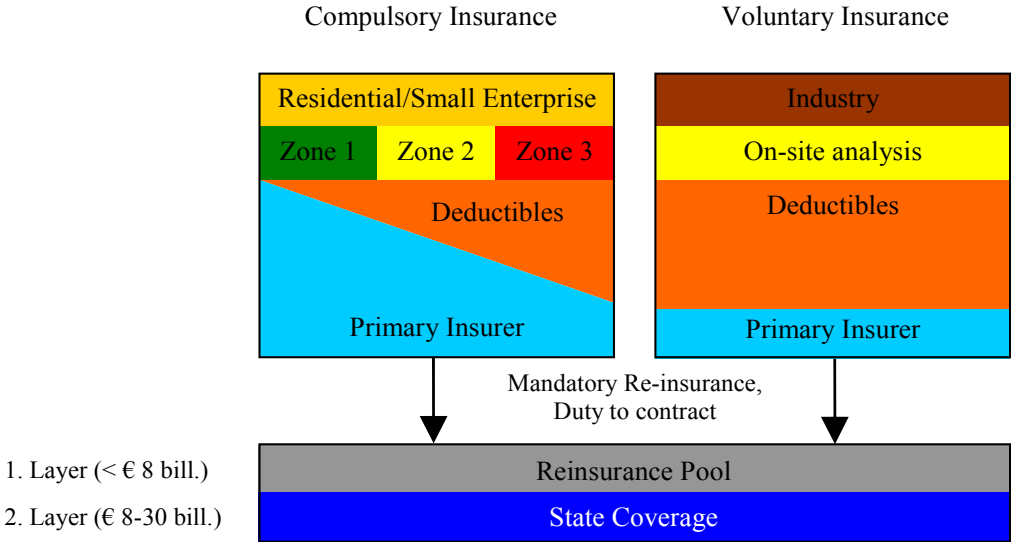 Compulsory Insurance
Voluntary Insurance
Residential/Small Enterprise
Industry
Zone 1
Zone 2
Zone 3
On-site analysis
Deductibles
Deductibles
Primary Insurer
Primary Insurer
Mandatory Re-insurance,
Duty to contract
1. Layer (< € 8 bill.)
Reinsurance Pool
2. Layer (€ 8-30 bill.)
State Coverage